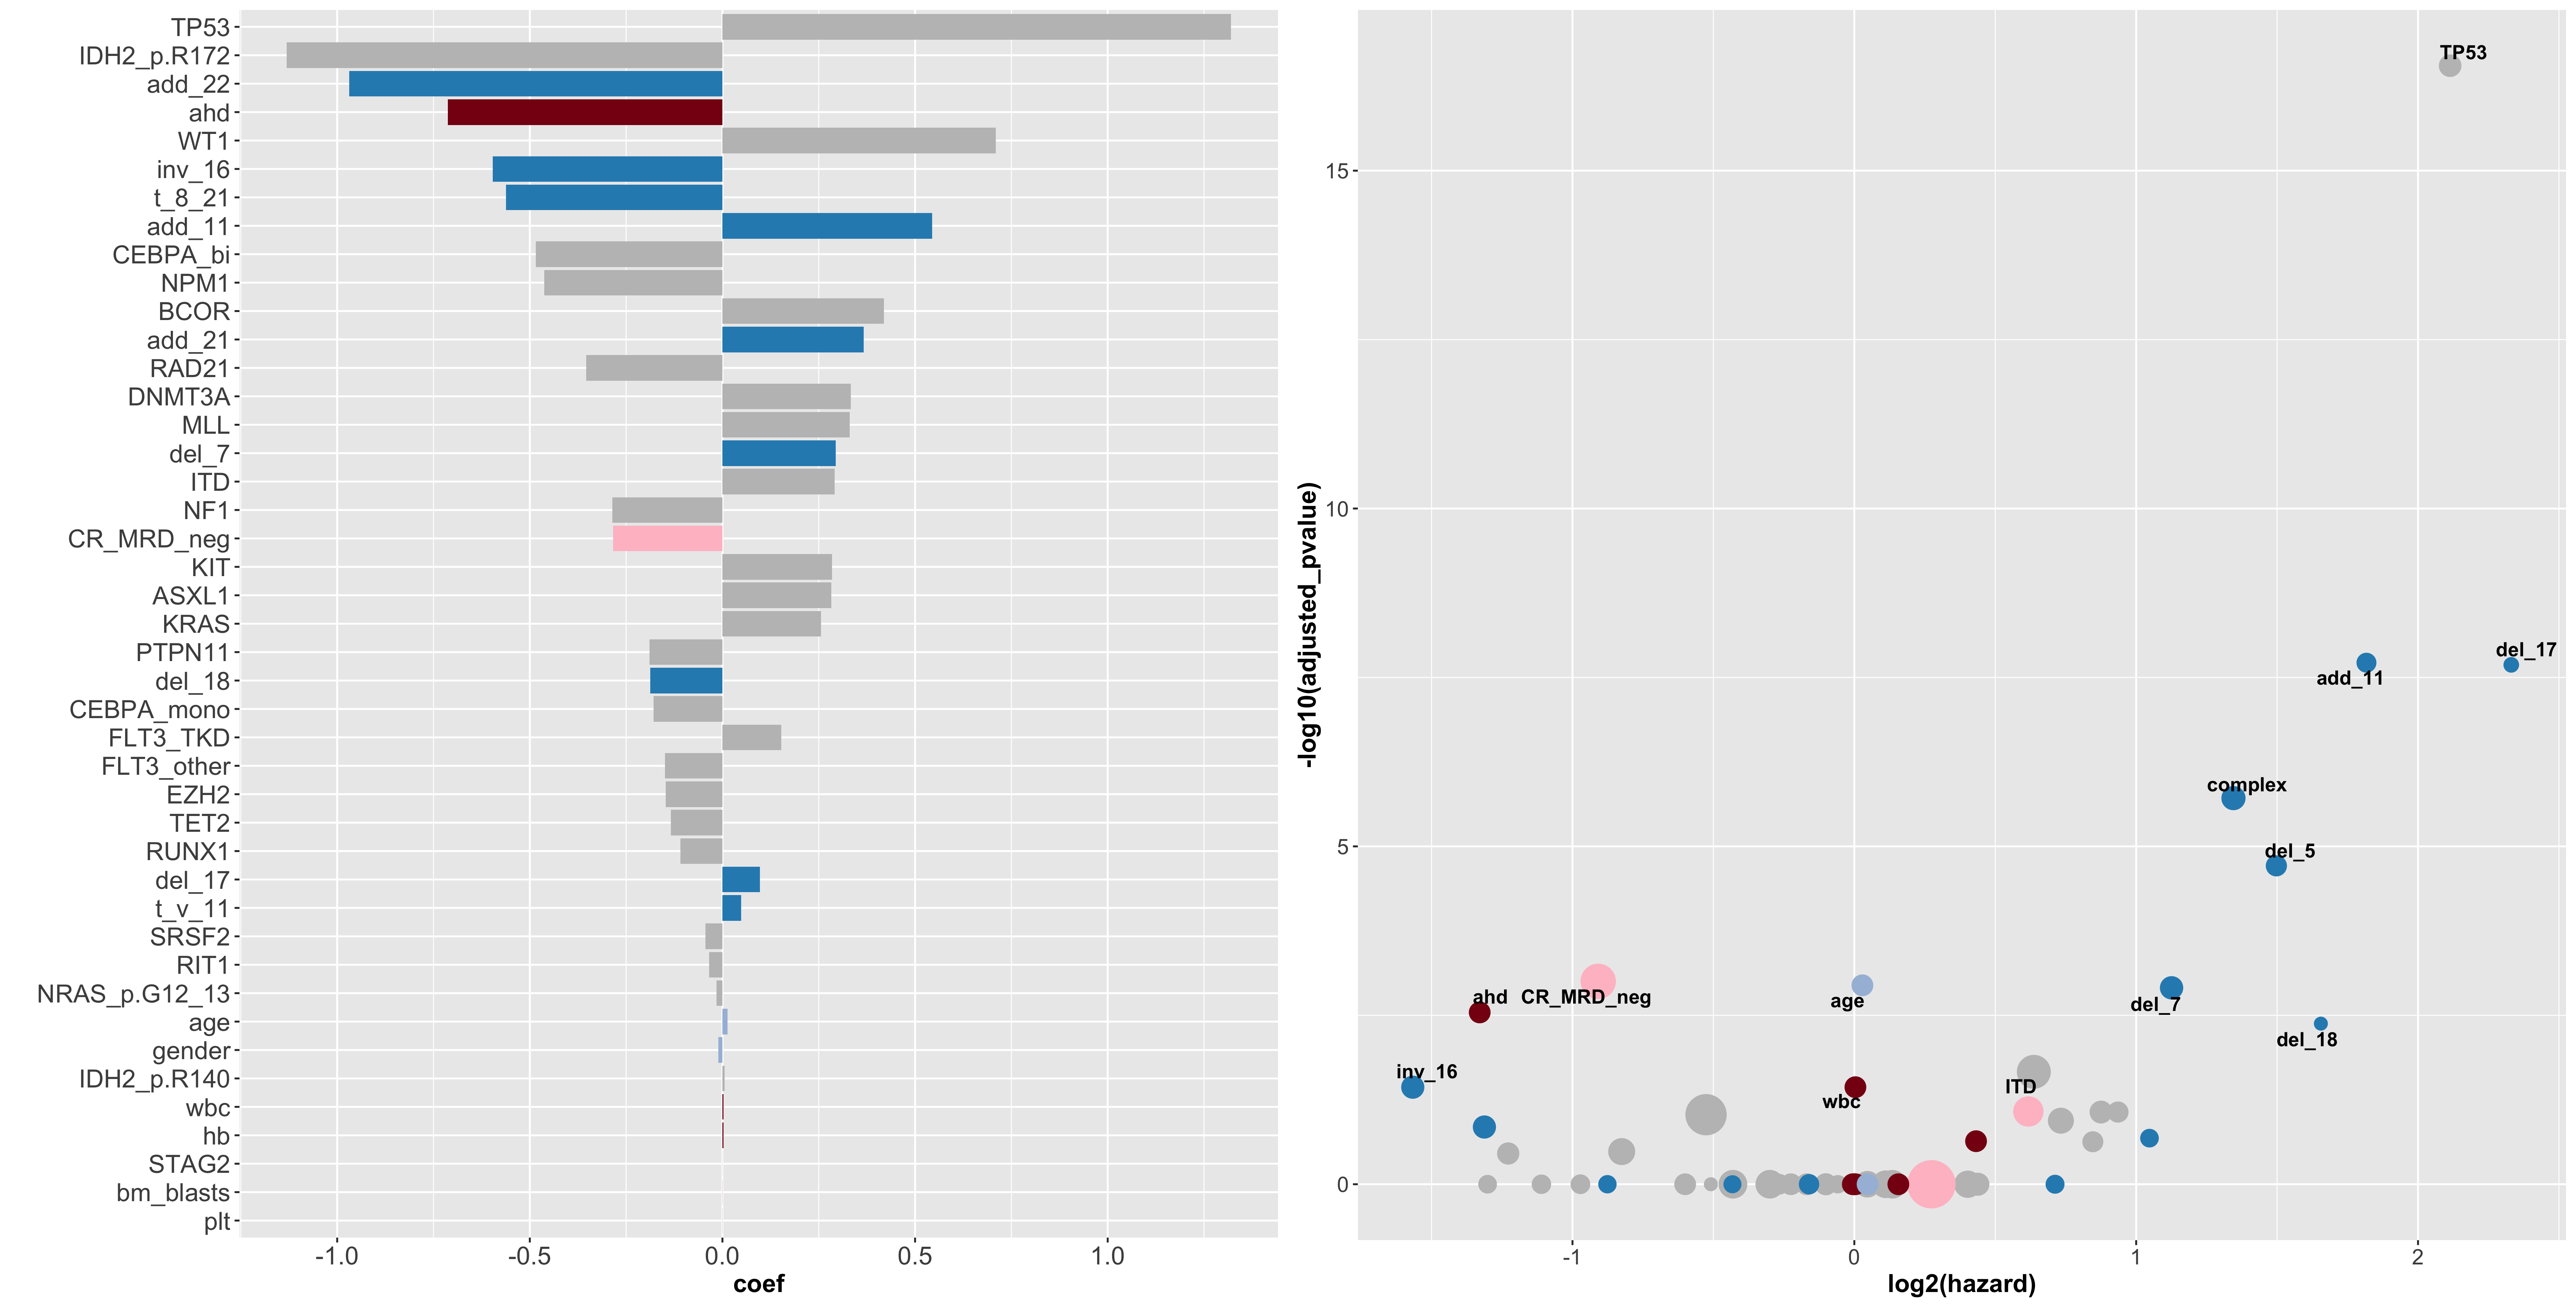 TP53
IDH2_p.R172
add_22
ahd
WT1
inv_16
t_8_21
add_11
CEBPA_bi
NPM1
BCOR
add_21
RAD21
DNMT3A
MLL
del_7
ITD
NF1
CR_MRD_neg
KIT
ASXL1
KRAS
PTPN11
del_18
CEBPA_mono
FLT3_TKD
FLT3_other
EZH2
TET2
RUNX1
del_17
t_v_11
SRSF2
RIT1
NRAS_p.G12_13
age
gender
IDH2_p.R140
wbc
hb
STAG2
bm_blasts
plt
-1.0 -0.5 0.0 0.5 1.0
coef
-log10(adjusted_pvalue)
15
10
5
0
TP53
del_17
add_11
complex
del_5
ahd CR_MRD_neg age del_7
del_18
inv_16
ITD
wbc
-1 0 1 2
log2(hazard)